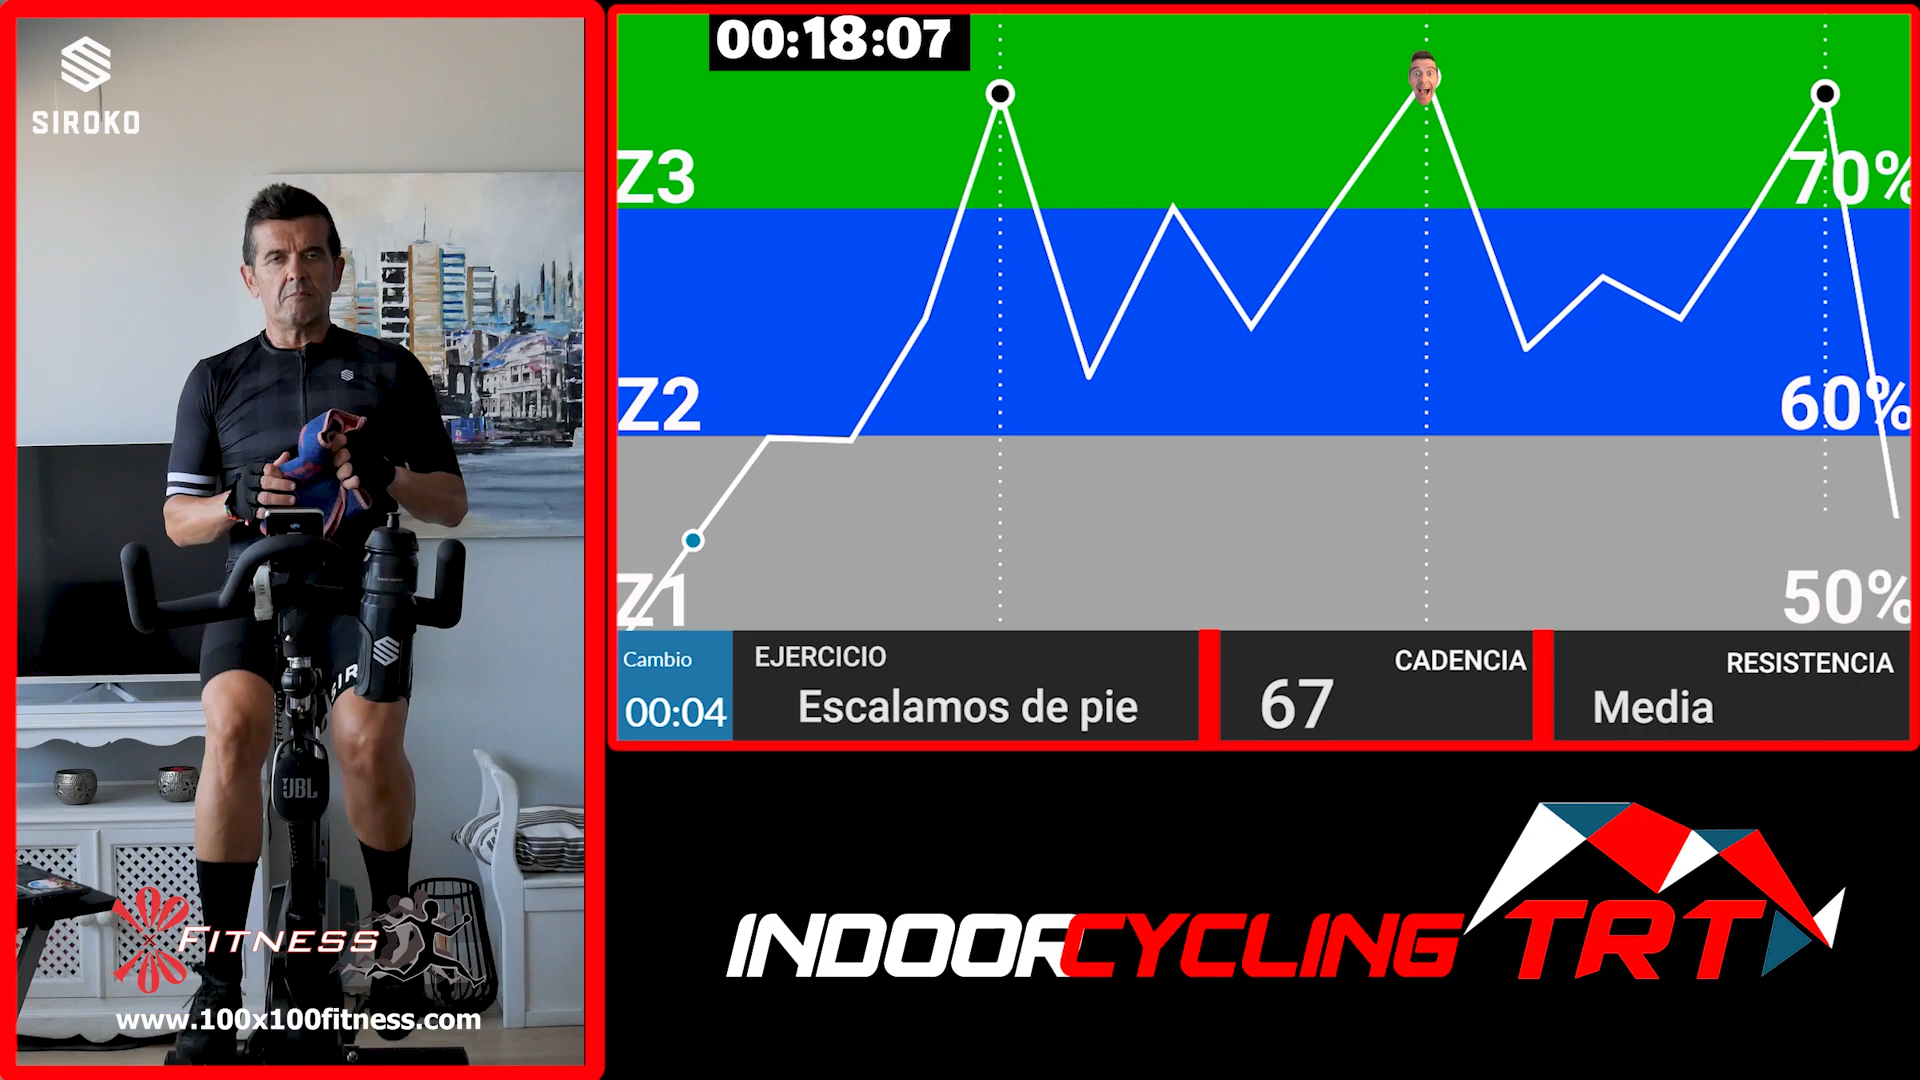 SIROKO
JBL
FITNESS
www.100x100fitness.com
00:18:07
Z3
70%
Z2
60%
Z1
50%
Cambio
00:04
EJERCICIO
Escalamos de pie
CADENCIA
67
RESISTENCIA
Media
INDOORCYCLING TRT